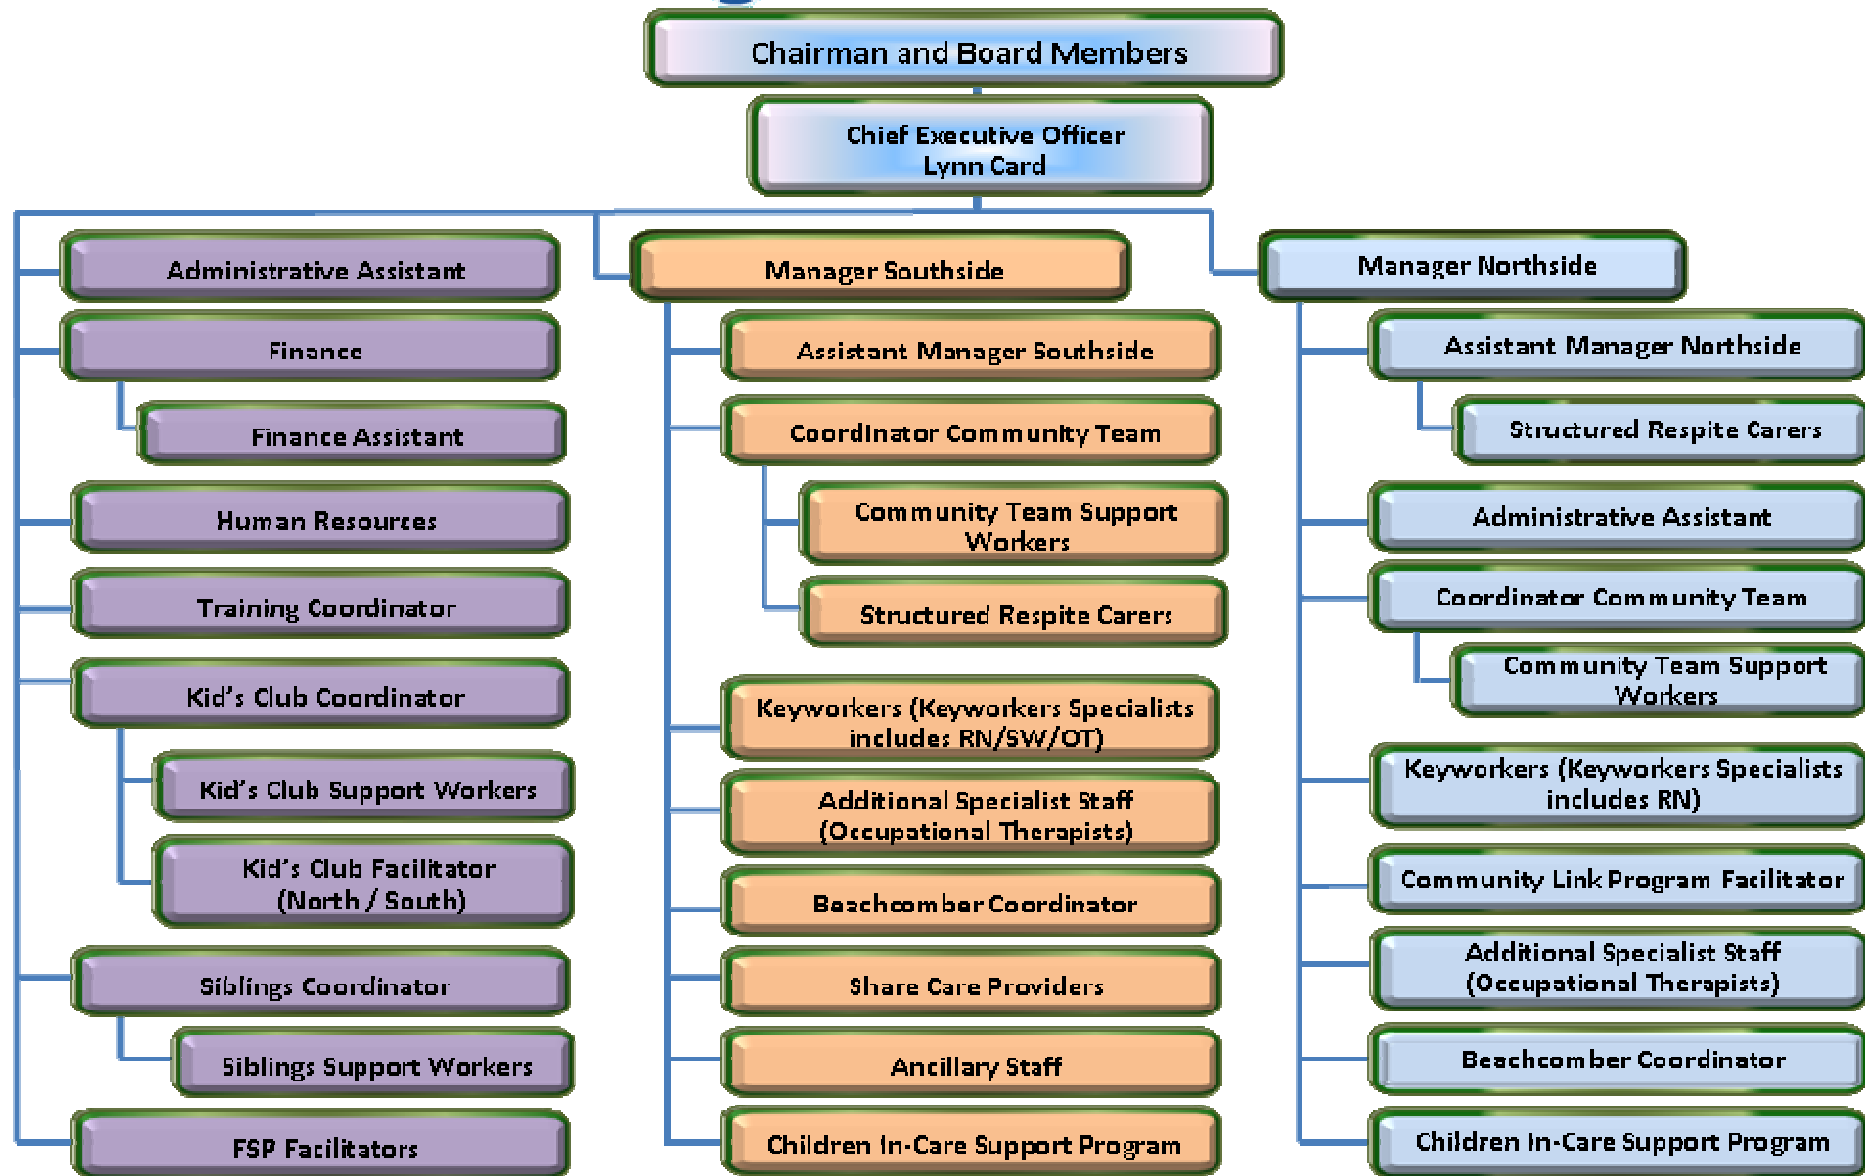 Chairman and Board Members
Chief Executive Officer
Lynn Card
Administrative Assistant
Finance
Finance Assistant
Human Resources
Training Coordinator
Kid's Club Coordinator
Kid's Club Support Workers
Kid's Club Facilitator
(North / South)
Siblings Coordinator
Siblings Support Workers
FSP Facilitators
Manager Southside
Assistant Manager Southside
Coordinator Community Team
Community Team Support
Workers
Structured Respite Carers
Keyworkers (Keyworkers Specialists
includes RN/SW/OT)
Additional Specialist Staff
(Occupational Therapists)
Beachcomber Coordinator
Share Care Providers
Ancillary Staff
Children In-Care Support Program
Manager Northside
Assistant Manager Northside
Structured Respite Carers
Administrative Assistant
Coordinator Community Team
Community Team Support
Workers
Keyworkers (Keyworkers Specialists
includes RN)
Community Link Program Facilitator
Additional Specialist Staff
(Occupational Therapists)
Beachcomber Coordinator
Children In-Care Support Program